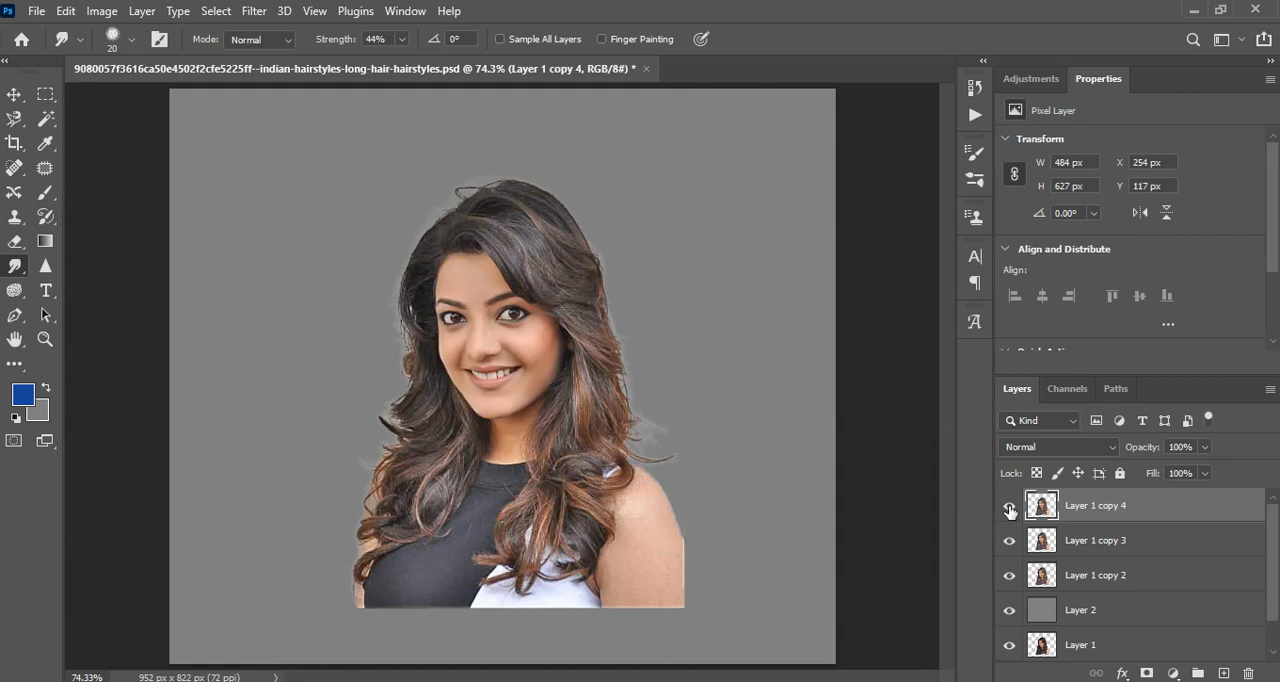 Ps File Edit Image Layer Type Select Filter 3D View Plugins Window Help
20 Mode: Normal Strength: 44% 0° Sample All Layers Finger Painting
9080057f3616ca50e4502f2cfe5225ff--indian-hairstyles-long-hair-hairstyles.psd @ 74.3% (Layer 1 copy 4, RGB/8#) *
Adjustments Properties
Pixel Layer
Transform
W 484 px X 254 px
H 627 px Y 117 px
0.00°
Align and Distribute
Align:
Layers Channels Paths
Kind
Normal Opacity: 100%
Lock: Fill: 100%
Layer 1 copy 4
Layer 1 copy 3
Layer 1 copy 2
Layer 2
Layer 1
74.33% 952 px x 822 px (72 ppi)